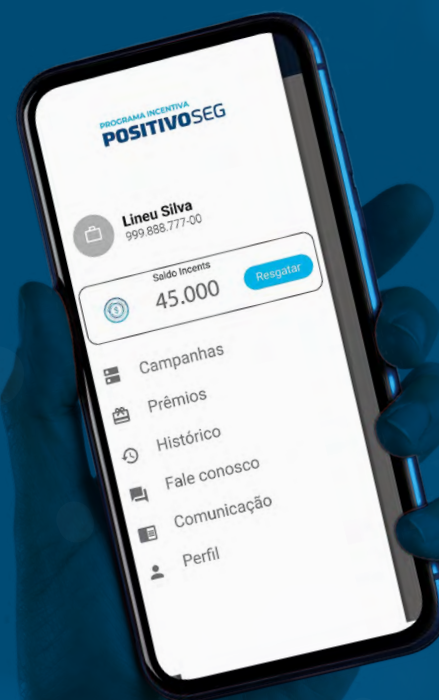 PROGRAMA INCENTIVA
POSITIVOSEG
Lineu Silva
999.888.777-00
Saldo Incents
45.000
Resgatar
Campanhas
Prêmios
Histórico
Fale conosco
Comunicação
Perfil